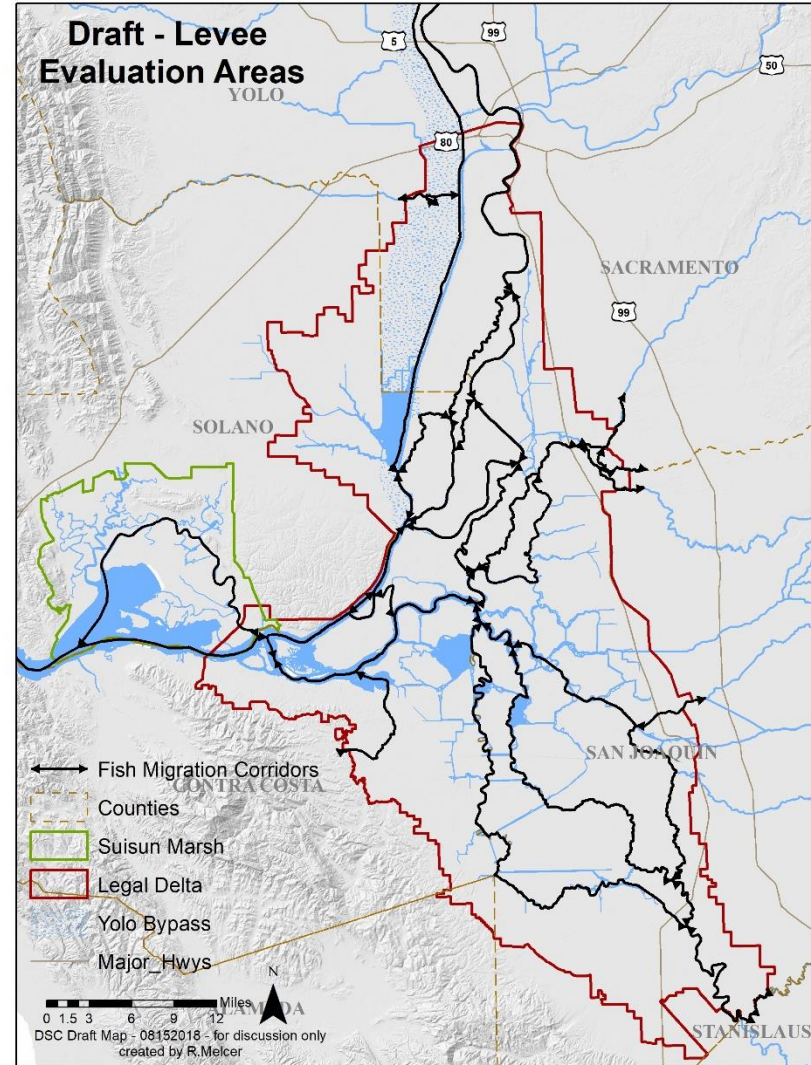 Draft - Levee
Evaluation Areas
5
99
50
YOLO
80
SACRAMENTO
99
SOLANO
SAN JOAQUIN
Fish Migration Corridors
CONTRA COSTA
Counties
Suisun Marsh
Legal Delta
Yolo Bypass
Major_Hwys
N
Miles
0 1.5 3 6 9 12
ALAMEDA
DSC Draft Map - 08152018 - for discussion only
created by R.Melcer
STANISLAUS